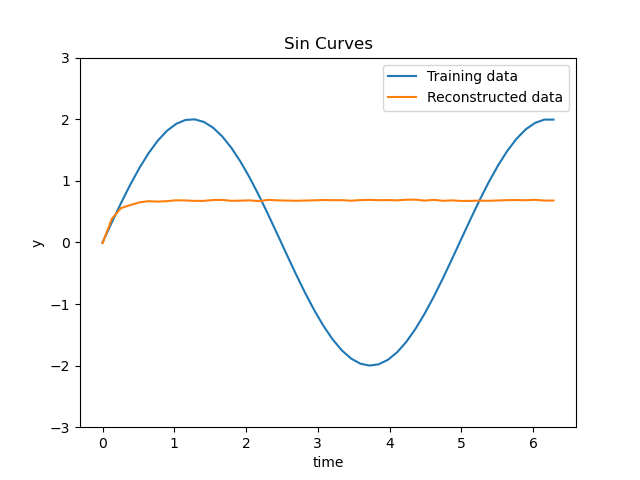 Sin Curves
Training data
Reconstructed data
3
2
1
0
−1
−2
−3
y
0 1 2 3 4 5 6
time